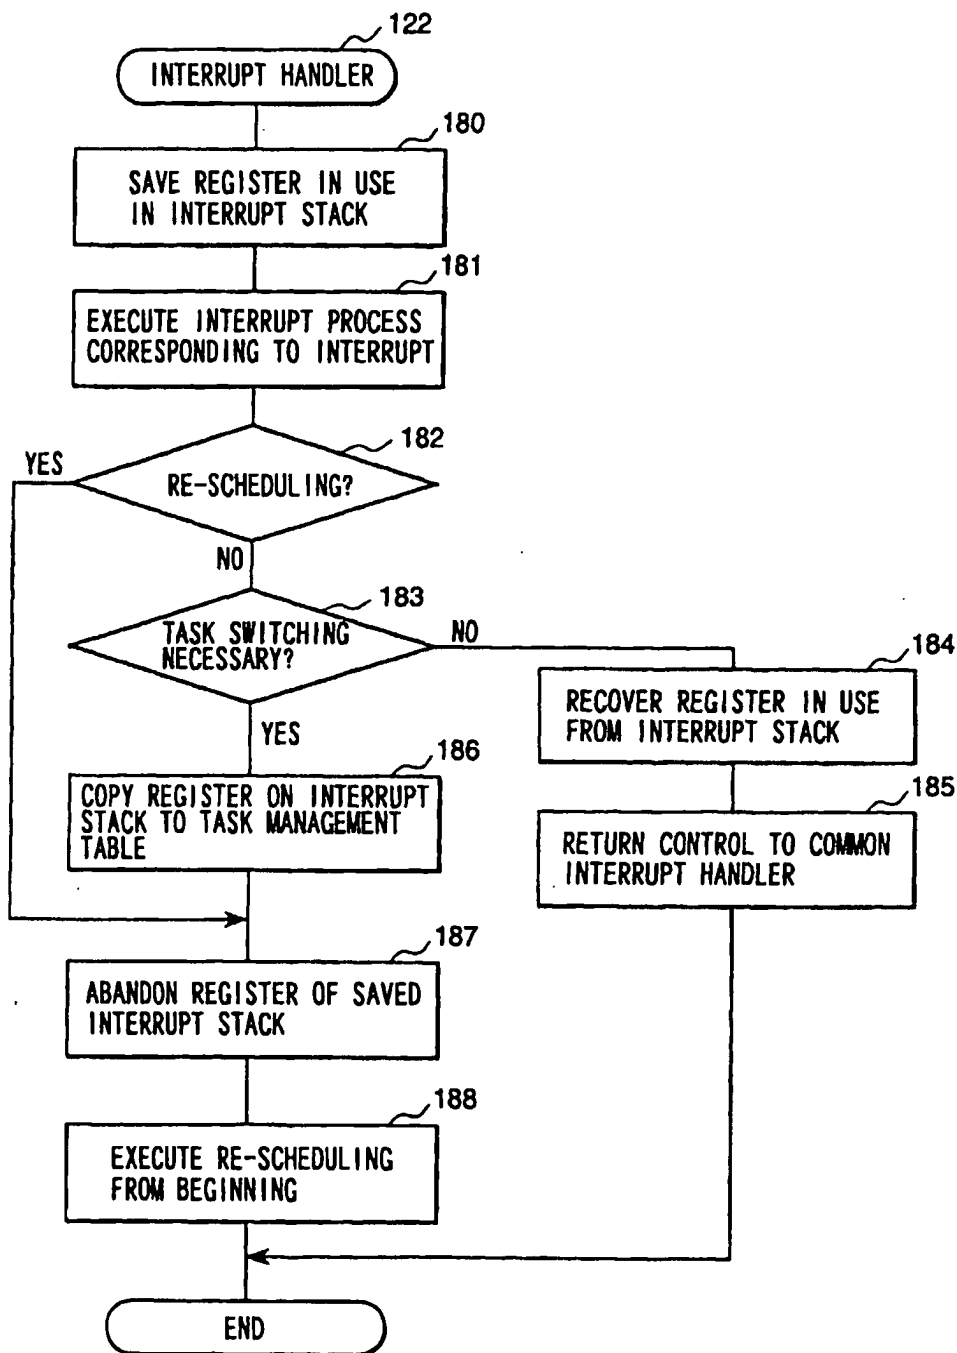 122
INTERRUPT HANDLER
180
SAVE REGISTER IN USE
IN INTERRUPT STACK
181
EXECUTE INTERRUPT PROCESS
CORRESPONDING TO INTERRUPT
182
YES
RE-SCHEDULING?
NO
183
TASK SWITCHING
NECESSARY?
NO
184
RECOVER REGISTER IN USE
FROM INTERRUPT STACK
YES
186
COPY REGISTER ON INTERRUPT
STACK TO TASK MANAGEMENT
TABLE
185
RETURN CONTROL TO COMMON
INTERRUPT HANDLER
187
ABANDON REGISTER OF SAVED
INTERRUPT STACK
188
EXECUTE RE-SCHEDULING
FROM BEGINNING
END